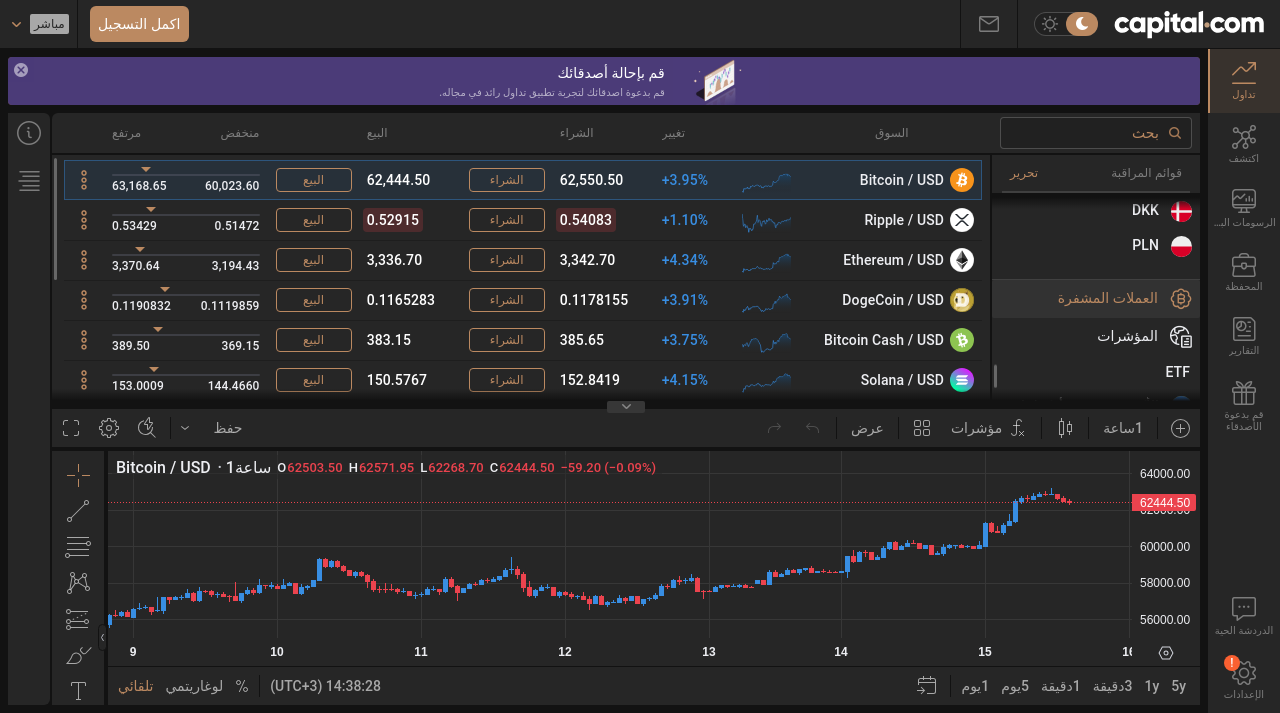 capital.com
اكمل التسجيل
مباشر
قم بإحالة أصدقائك
قم بدعوة اصدقائك لتجربة تطبيق تداول رائد في مجاله.
تداول
اكتشف
الرسومات البـ...
المحفظة
التقارير
قم بدعوة
الأصدقاء
الدردشة الحية
!
الإعدادات
بحث
قوائم المراقبة
تحرير
DKK
PLN
العملات المشفرة
المؤشرات
ETF
السوق تغيير الشراء البيع منخفض مرتفع
Bitcoin / USD +3.95% 62,550.50 الشراء 62,444.50 البيع 60,023.60 63,168.65
Ripple / USD +1.10% 0.54083 الشراء 0.52915 البيع 0.51472 0.53429
Ethereum / USD +4.34% 3,342.70 الشراء 3,336.70 البيع 3,194.43 3,370.64
DogeCoin / USD +3.91% 0.1178155 الشراء 0.1165283 البيع 0.1119859 0.1190832
Bitcoin Cash / USD +3.75% 385.65 الشراء 383.15 البيع 369.15 389.50
Solana / USD +4.15% 152.8419 الشراء 150.5767 البيع 144.4660 153.0009
1ساعة مؤشرات عرض حفظ
Bitcoin / USD · 1ساعة O62503.50 H62571.95 L62268.70 C62444.50 −59.20 (−0.09%)
64000.00
62444.50
62000.00
60000.00
58000.00
56000.00
9 10 11 12 13 14 15 16
5y 1y 3دقيقة 1دقيقة 5يوم 1يوم
14:38:28 (UTC+3)
% لوغاريتمي تلقائي